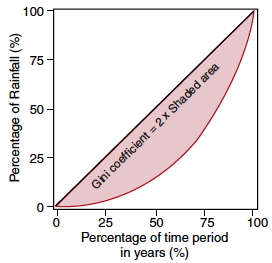 100
75
50
25
0
Percentage of Rainfall (%)
Gini coefficient = 2 x Shaded area
0 25 50 75 100
Percentage of time period
in years (%)